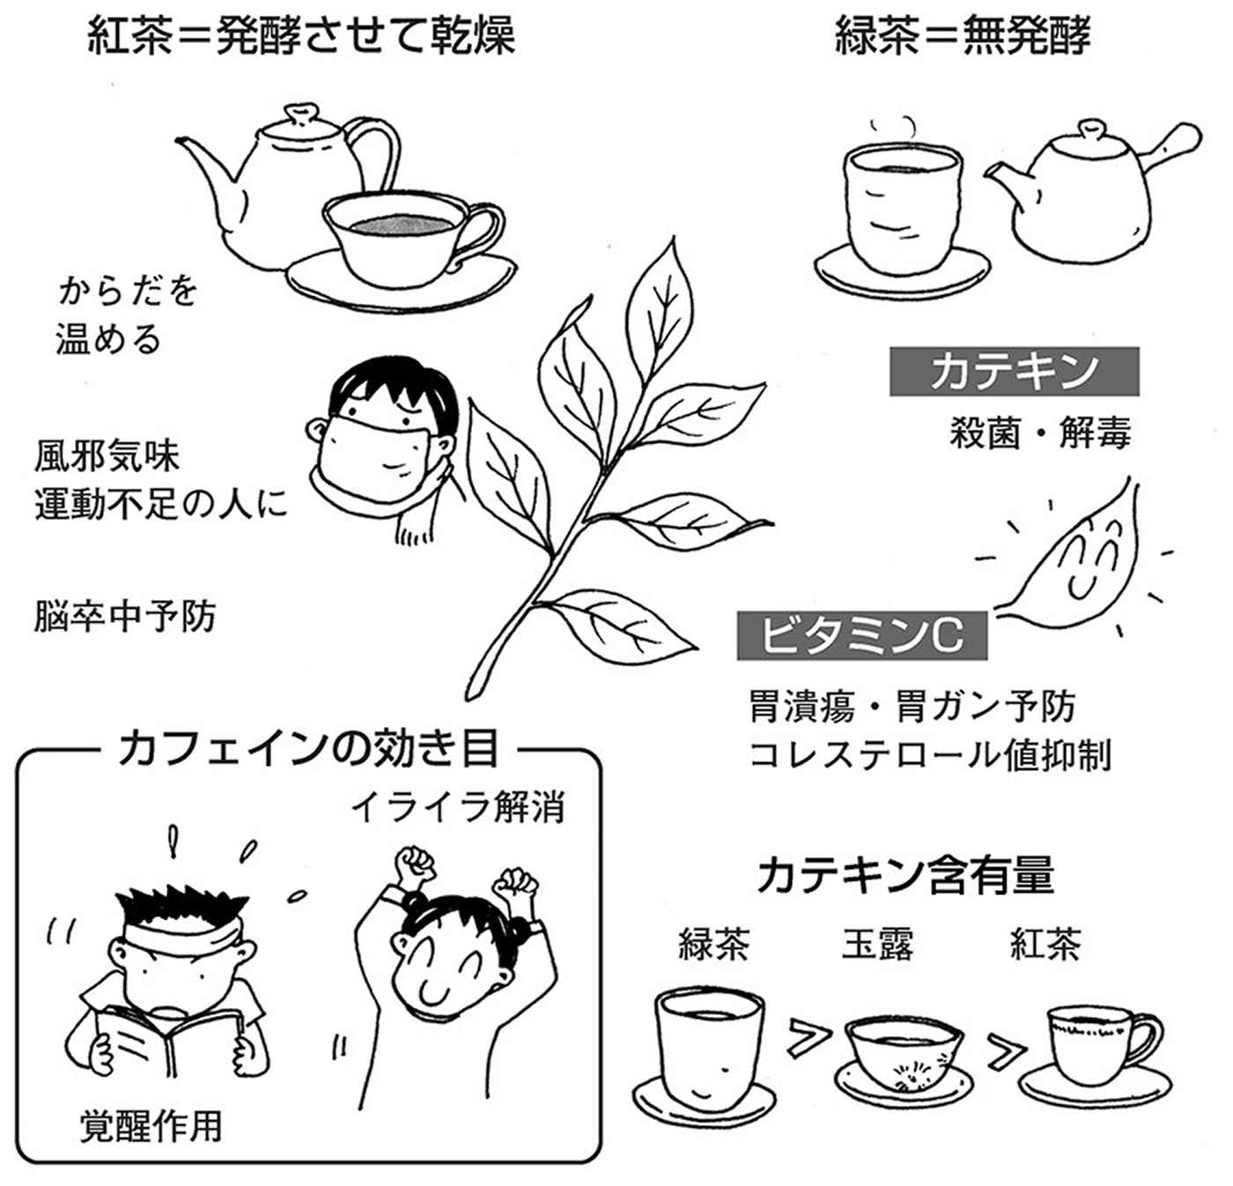 紅茶＝発酵させて乾燥
緑茶＝無発酵
からだを
温める
風邪気味
運動不足の人に
脳卒中予防
カテキン
殺菌・解毒
ビタミンC
胃潰瘍・胃ガン予防
コレステロール値抑制
カフェインの効き目
イライラ解消
覚醒作用
カテキン含有量
緑茶
玉露
紅茶
>
>